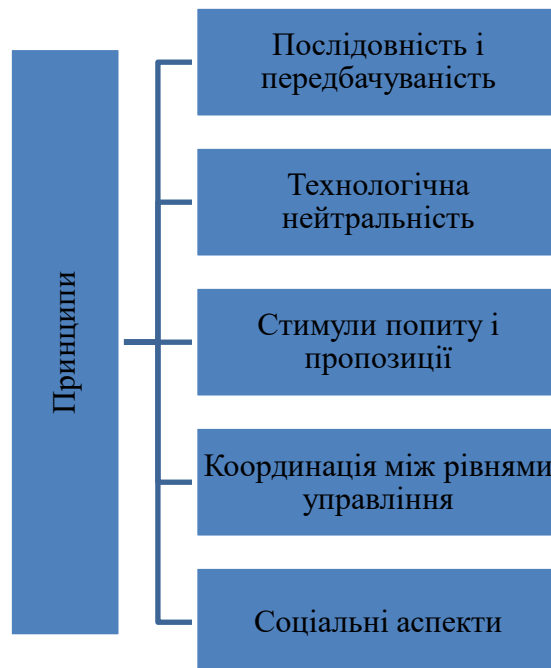 Принципи
Послідовність і
передбачуваність
Технологічна
нейтральність
Стимули попиту і
пропозиції
Координація між рівнями
управління
Соціальні аспекти